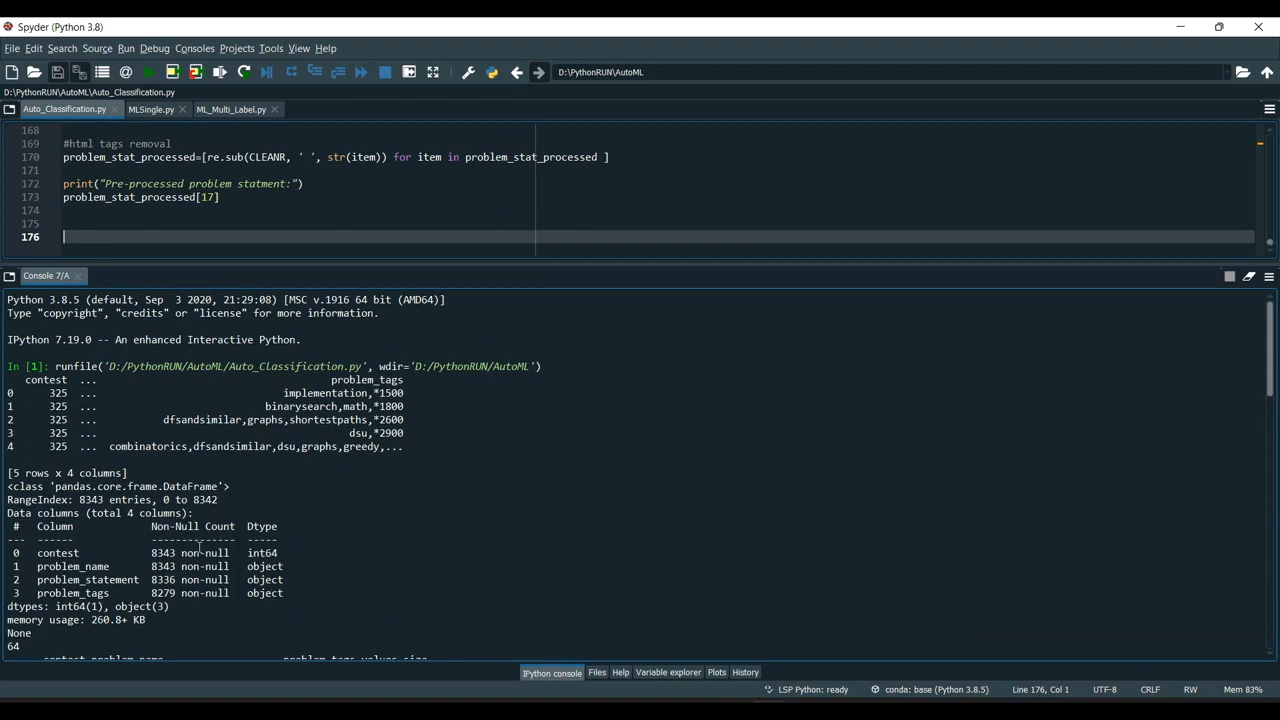 Spyder (Python 3.8)
File Edit Search Source Run Debug Consoles Projects Tools View Help
D:\PythonRUN\AutoML
D:\PythonRUN\AutoML\Auto_Classification.py
Auto_Classification.py MLSingle.py ML_Multi_Label.py
168
169 #html tags removal
170 problem_stat_processed=[re.sub(CLEANR, ' ', str(item)) for item in problem_stat_processed ]
171
172 print("Pre-processed problem statment:")
173 problem_stat_processed[17]
174
175
176
Console 7/A
Python 3.8.5 (default, Sep 3 2020, 21:29:08) [MSC v.1916 64 bit (AMD64)]
Type "copyright", "credits" or "license" for more information.
IPython 7.19.0 -- An enhanced Interactive Python.
In [1]: runfile('D:/PythonRUN/AutoML/Auto_Classification.py', wdir='D:/PythonRUN/AutoML')
contest ... problem_tags
0 325 ... implementation,*1500
1 325 ... binarysearch,math,*1800
2 325 ... dfsandsimilar,graphs,shortestpaths,*2600
3 325 ... dsu,*2900
4 325 ... combinatorics,dfsandsimilar,dsu,graphs,greedy,...
[5 rows x 4 columns]
<class 'pandas.core.frame.DataFrame'>
RangeIndex: 8343 entries, 0 to 8342
Data columns (total 4 columns):
# Column Non-Null Count Dtype
--- ------ -------------- -----
0 contest 8343 non-null int64
1 problem_name 8343 non-null object
2 problem_statement 8336 non-null object
3 problem_tags 8279 non-null object
dtypes: int64(1), object(3)
memory usage: 260.8+ KB
None
64
contest problem_name problem_tags values_size
IPython console Files Help Variable explorer Plots History
LSP Python: ready conda: base (Python 3.8.5) Line 176, Col 1 UTF-8 CRLF RW Mem 83%